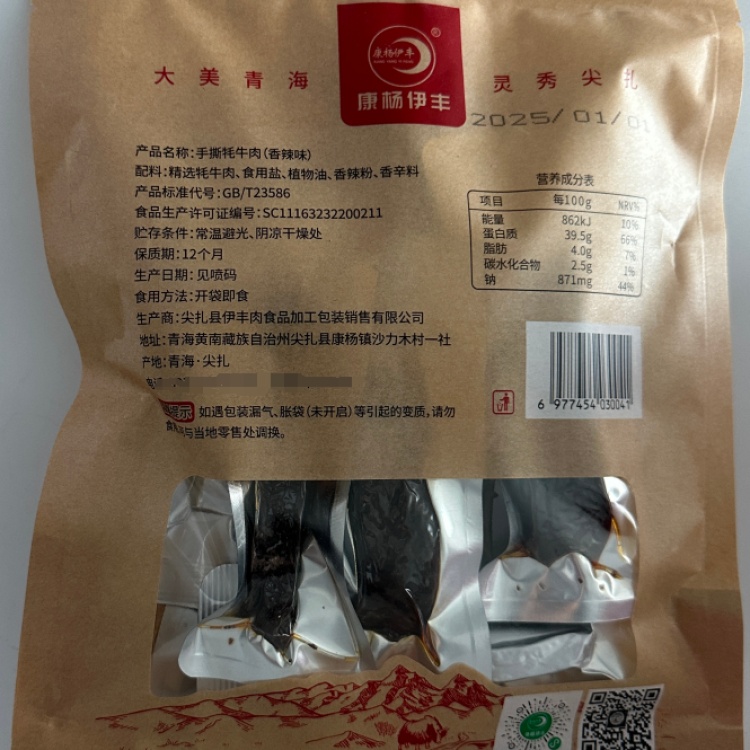 康杨伊丰
®
康杨伊丰
大美青海
灵秀尖扎
2025/01/01
产品名称:手撕牦牛肉(香辣味)
配料:精选牦牛肉、食用盐、植物油、香辣粉、香辛料
产品标准代号:GB/T23586
食品生产许可证编号:SC11163232200211
贮存条件:常温避光、阴凉干燥处
保质期:12个月
生产日期:见喷码
食用方法:开袋即食
生产商:尖扎县伊丰肉食品加工包装销售有限公司
地址:青海黄南藏族自治州尖扎县康杨镇沙力木村一社
产地:青海·尖扎
示 如遇包装漏气、胀袋(未开启)等引起的变质,请勿
食用与当地零售处调换。
营养成分表
项目 每100g NRV%
能量 862kJ 10%
蛋白质 39.5g 66%
脂肪 4.0g 7%
碳水化合物 2.5g 1%
钠 871mg 44%
6 977454 030041